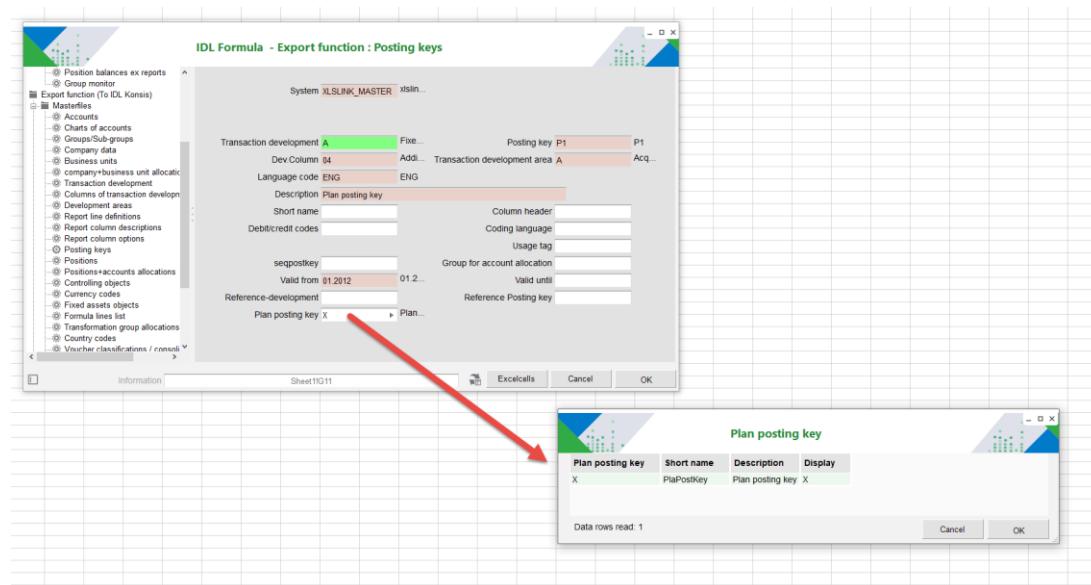 IDL Formula - Export function : Posting keys
Position balances ex reports
Group monitor
Export function (To IDL Konsis)
Masterfiles
Accounts
Charts of accounts
Groups/Sub-groups
Company data
Business units
company+business unit allocatic
Transaction development
Columns of transaction developn
Development areas
Report line definitions
Report column descriptions
Report column options
Posting keys
Positions
Positions+accounts allocations
Controlling objects
Currency codes
Fixed assets objects
Formula lines list
Transformation group allocations
Country codes
Voucher classifications / consoli
System XLSLINK_MASTER xlslin...
Transaction development A Fixe... Posting key P1 P1
Dev.Column 04 Addi... Transaction development area A Acq...
Language code ENG ENG
Description Plan posting key
Short name Column header
Debit/credit codes Coding language
Usage tag
seqpostkey Group for account allocation
Valid from 01.2012 01.2... Valid until
Reference-development Reference Posting key
Plan posting key X Plan...
Information Sheet1!G11 Excelcells Cancel OK
Plan posting key
Plan posting key Short name Description Display
X PlaPostKey Plan posting key X
Data rows read: 1 Cancel OK